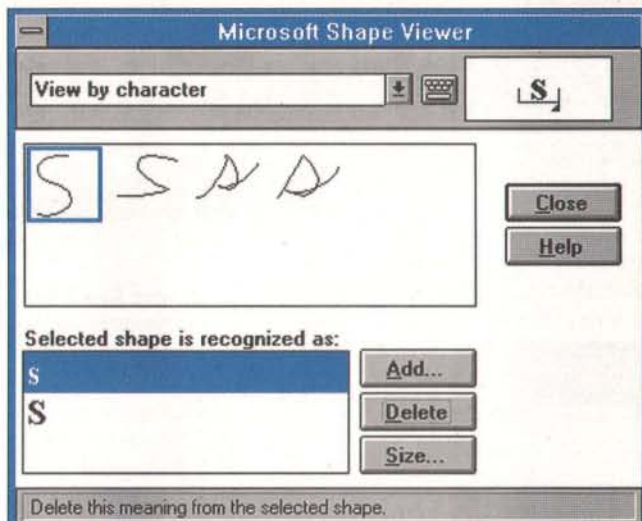 Microsoft Shape Viewer
View by character
S
S S s s
Close
Help
Selected shape is recognized as:
s
S
Add...
Delete
Size...
Delete this meaning from the selected shape.